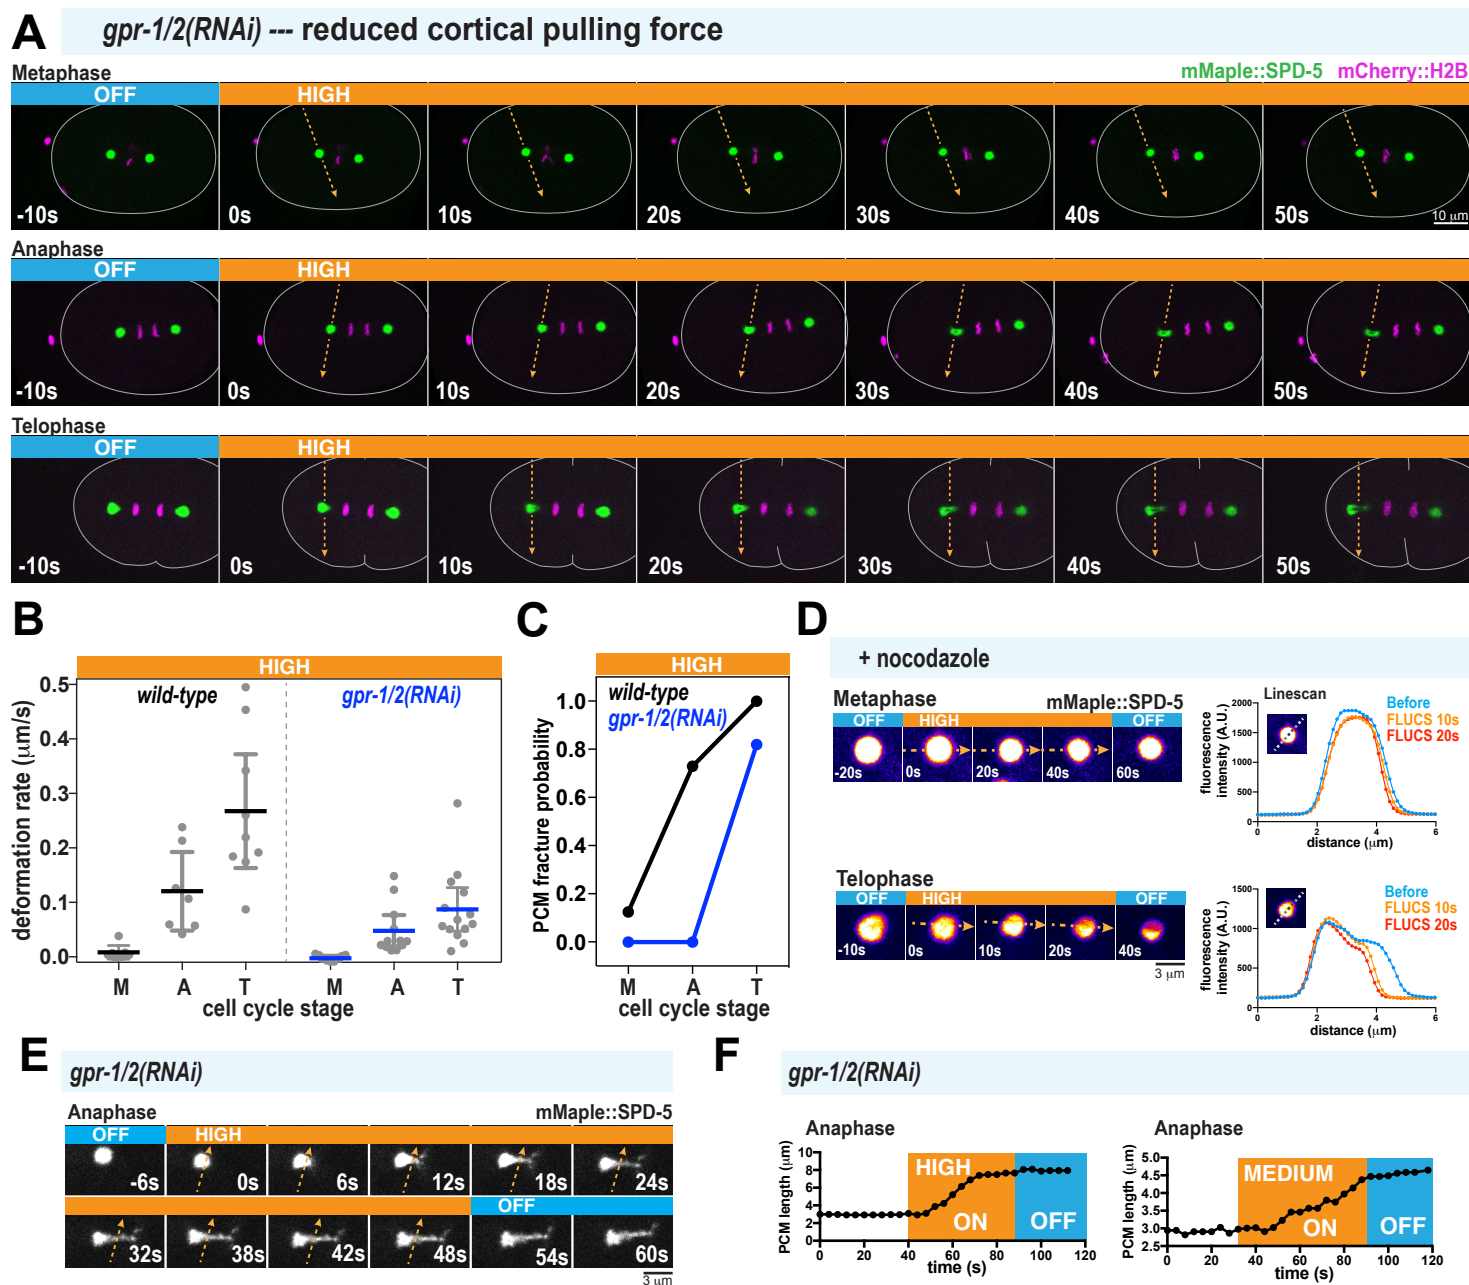 A
gpr-1/2(RNAi) --- reduced cortical pulling force
Metaphase
mMaple::SPD-5 mCherry::H2B
OFF HIGH
-10s 0s 10s 20s 30s 40s 50s
10 μm
Anaphase
OFF HIGH
-10s 0s 10s 20s 30s 40s 50s
Telophase
OFF HIGH
-10s 0s 10s 20s 30s 40s 50s
B
HIGH
wild-type gpr-1/2(RNAi)
deformation rate (μm/s)
0.5
0.4
0.3
0.2
0.1
0.0
M A T M A T
cell cycle stage
C
HIGH
wild-type
gpr-1/2(RNAi)
PCM fracture probability
1.0
0.8
0.6
0.4
0.2
0.0
M A T
cell cycle stage
D
+ nocodazole
Metaphase mMaple::SPD-5
OFF HIGH OFF
-20s 0s 20s 40s 60s
Linescan
Before
FLUCS 10s
FLUCS 20s
fluorescence
intensity (A.U.)
2000
1500
1000
500
0
0 2 4 6
distance (μm)
Telophase
OFF HIGH OFF
-10s 0s 10s 20s 40s
3 μm
Before
FLUCS 10s
FLUCS 20s
fluorescence
intensity (A.U.)
1500
1000
500
0
0 2 4 6
distance (μm)
E
gpr-1/2(RNAi)
Anaphase mMaple::SPD-5
OFF HIGH
-6s 0s 6s 12s 18s 24s
OFF
32s 38s 42s 48s 54s 60s
3 μm
F
gpr-1/2(RNAi)
Anaphase
PCM length (μm)
10
8
6
4
2
0
HIGH
ON OFF
0 20 40 60 80 100 120
time (s)
Anaphase
PCM length (μm)
5.0
4.5
4.0
3.5
3.0
2.5
MEDIUM
ON OFF
0 20 40 60 80 100 120
time (s)